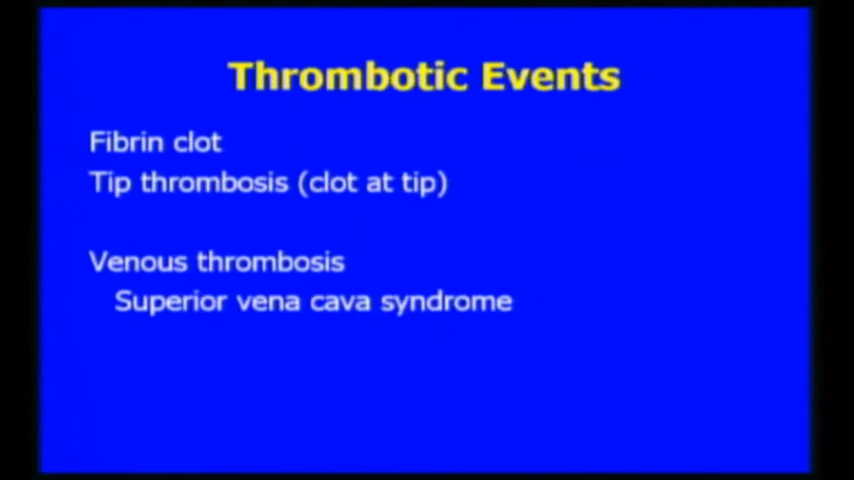 Thrombotic Events
Fibrin clot
Tip thrombosis (clot at tip)
Venous thrombosis
Superior vena cava syndrome